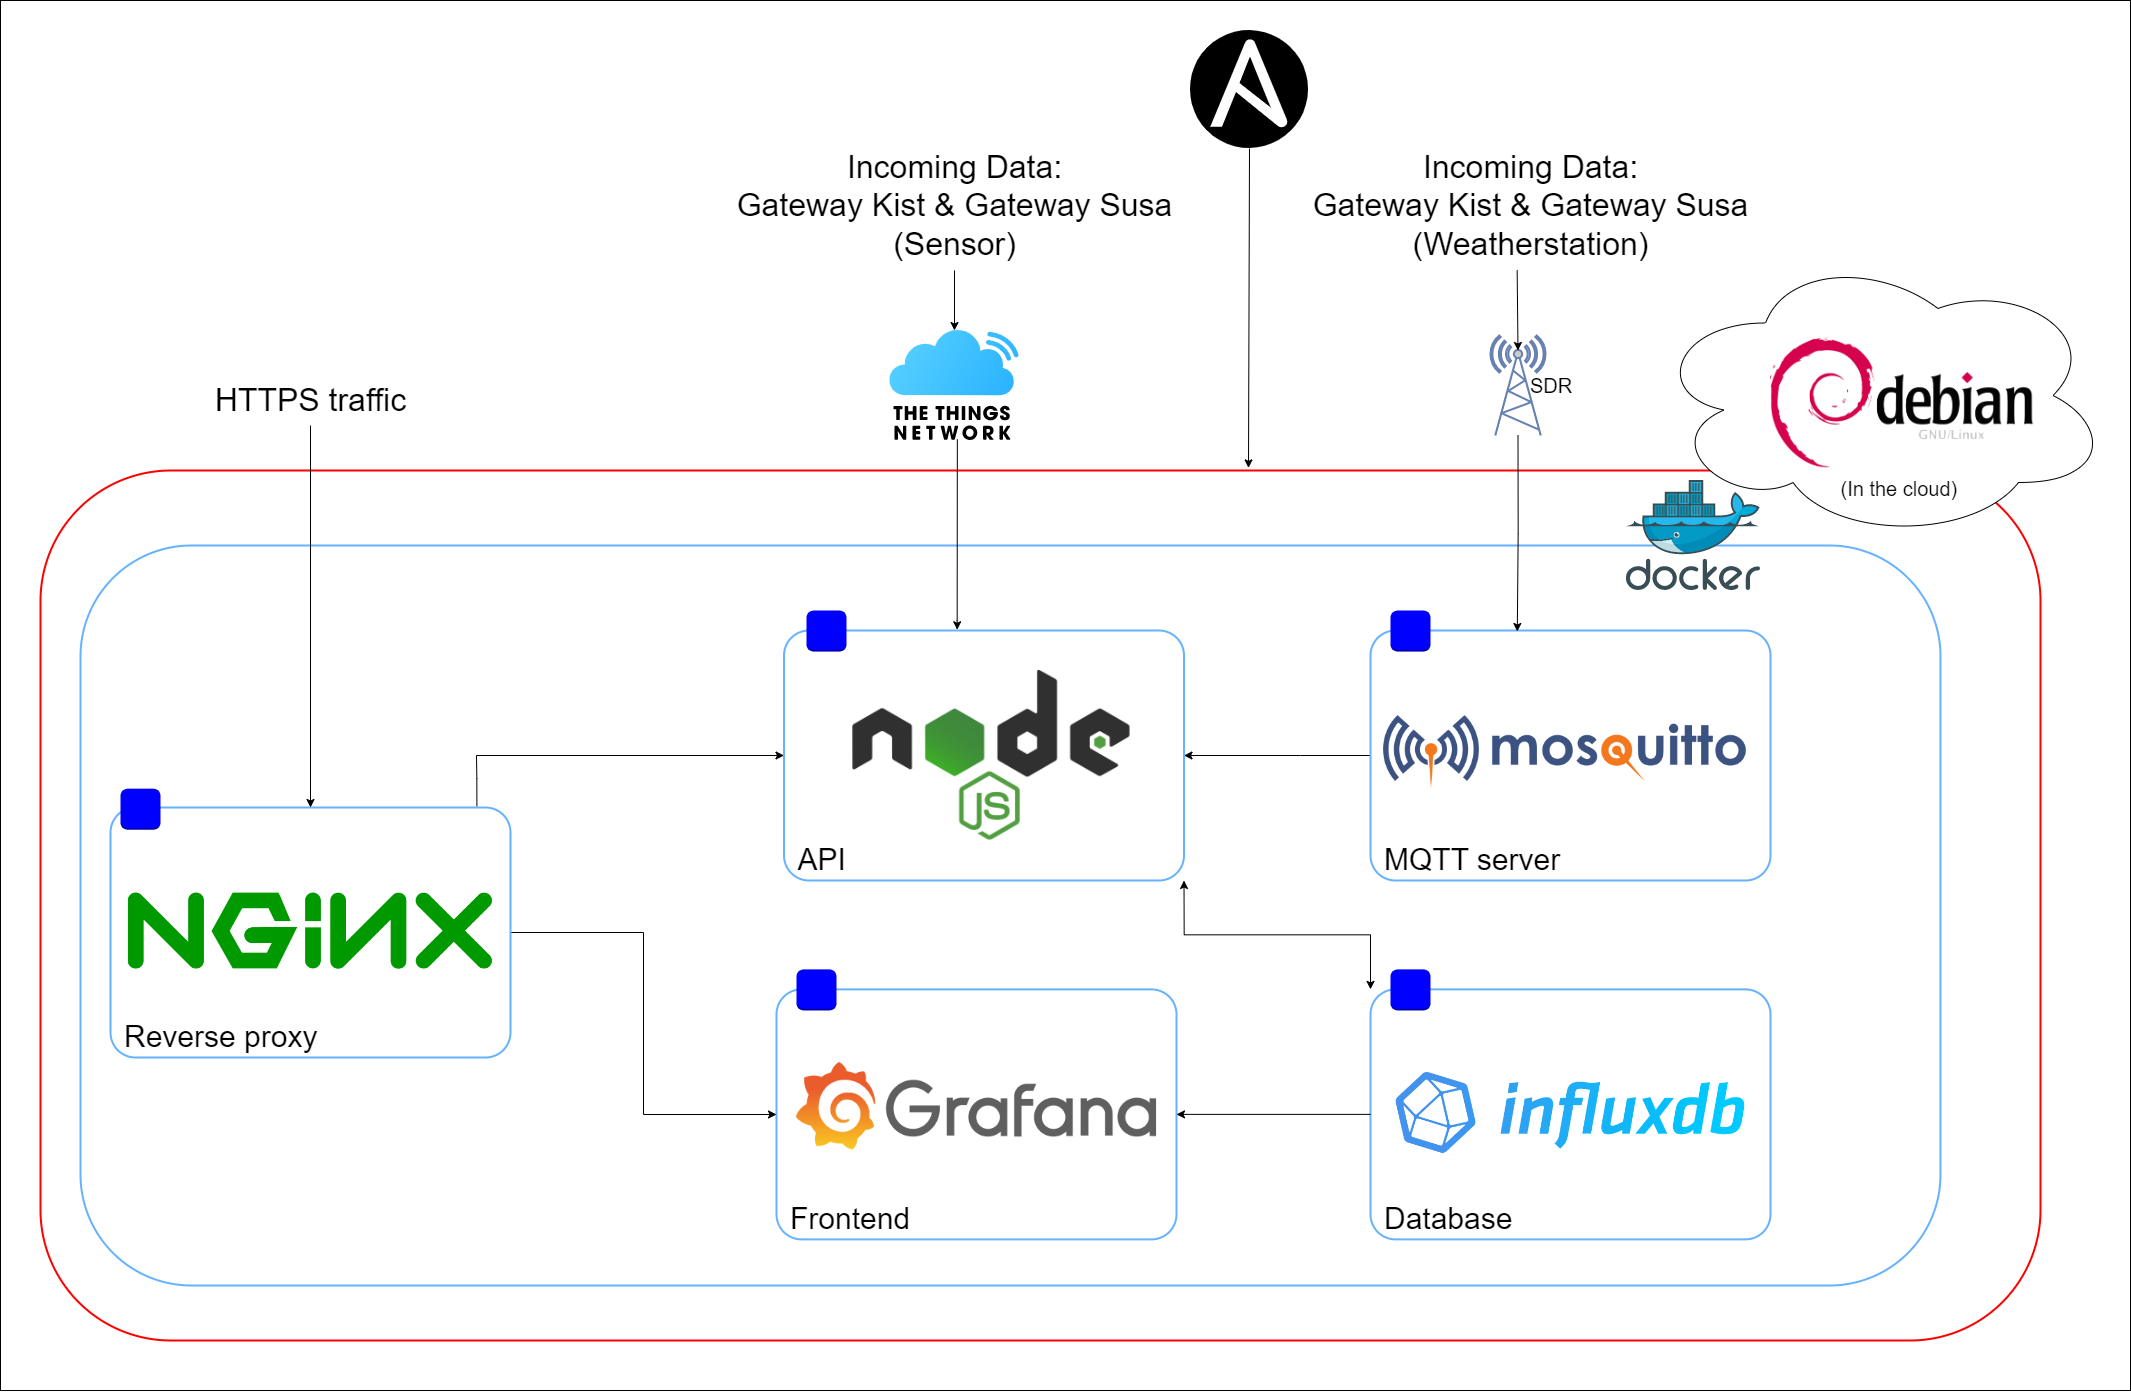 Incoming Data:
Gateway Kist & Gateway Susa
(Sensor)
Incoming Data:
Gateway Kist & Gateway Susa
(Weatherstation)
HTTPS traffic
THE THINGS
NETWORK
SDR
debian
GNU/Linux
(In the cloud)
docker
node
JS
API
mosquitto
MQTT server
NGINX
Reverse proxy
Grafana
Frontend
influxdb
Database